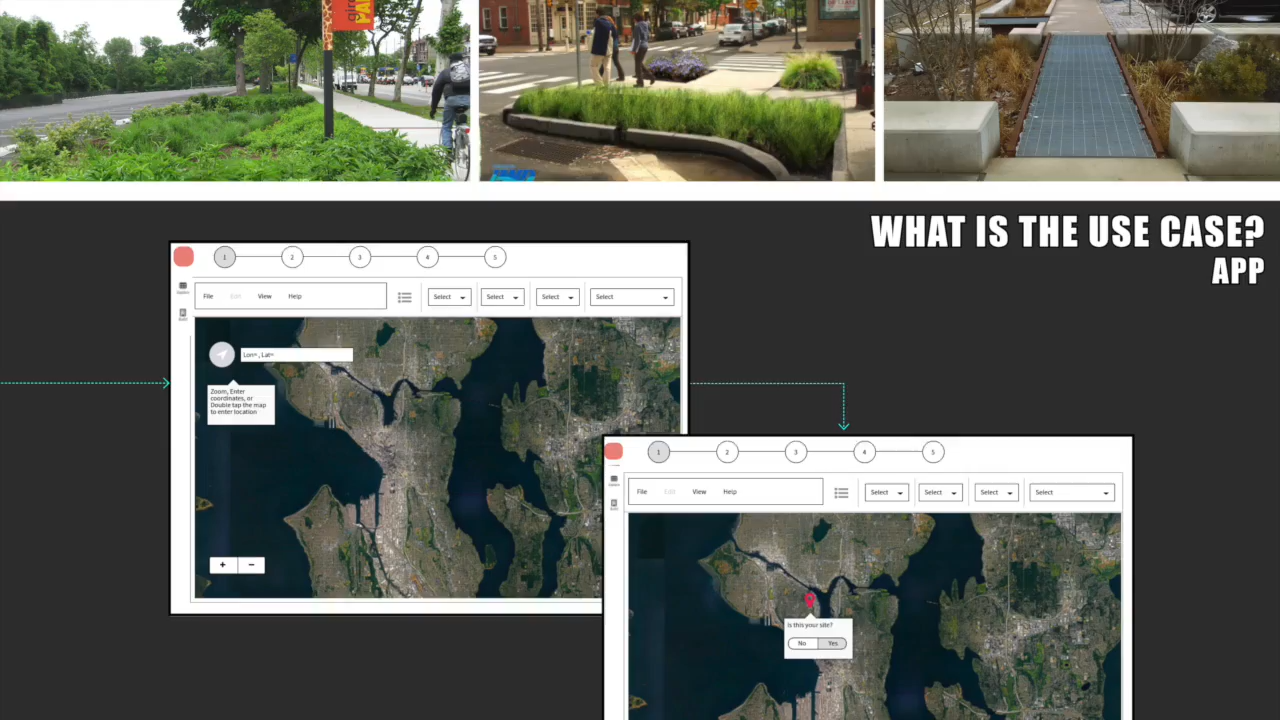 WHAT IS THE USE CASE?
APP
1 2 3 4 5
File Edit View Help Select Select Select Select
Lon= , Lat=
Zoom, Enter
coordinates, or
Double tap the map
to enter location
+ −
1 2 3 4 5
File Edit View Help Select Select Select Select
Is this your site?
No Yes